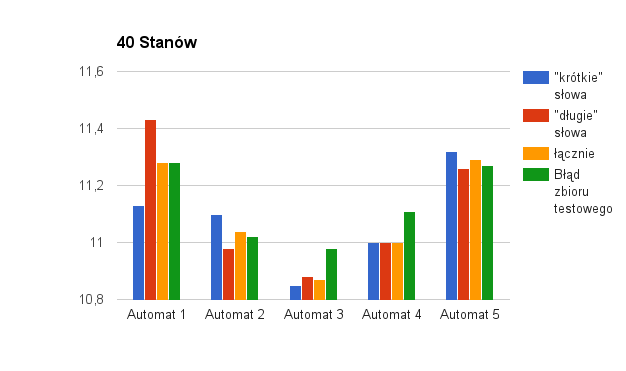 40 Stanów
11,6
11,4
11,2
11
10,8
Automat 1
Automat 2
Automat 3
Automat 4
Automat 5
"krótkie"
słowa
"długie"
słowa
łącznie
Błąd
zbioru
testowego